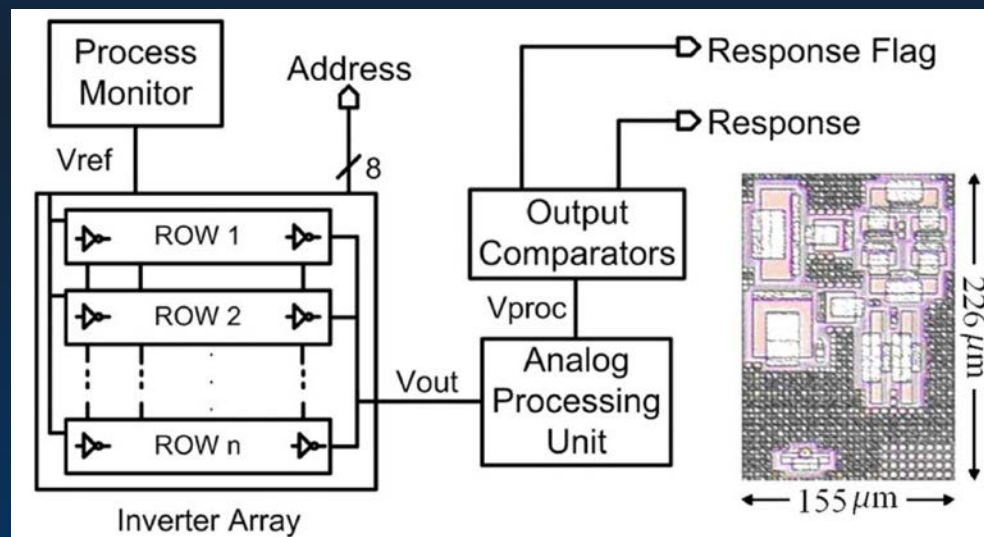 Process
Monitor
Address
Vref
8
ROW 1
ROW 2
ROW n
Inverter Array
Vout
Response Flag
Response
Output
Comparators
Vproc
Analog
Processing
Unit
226 μm
155 μm